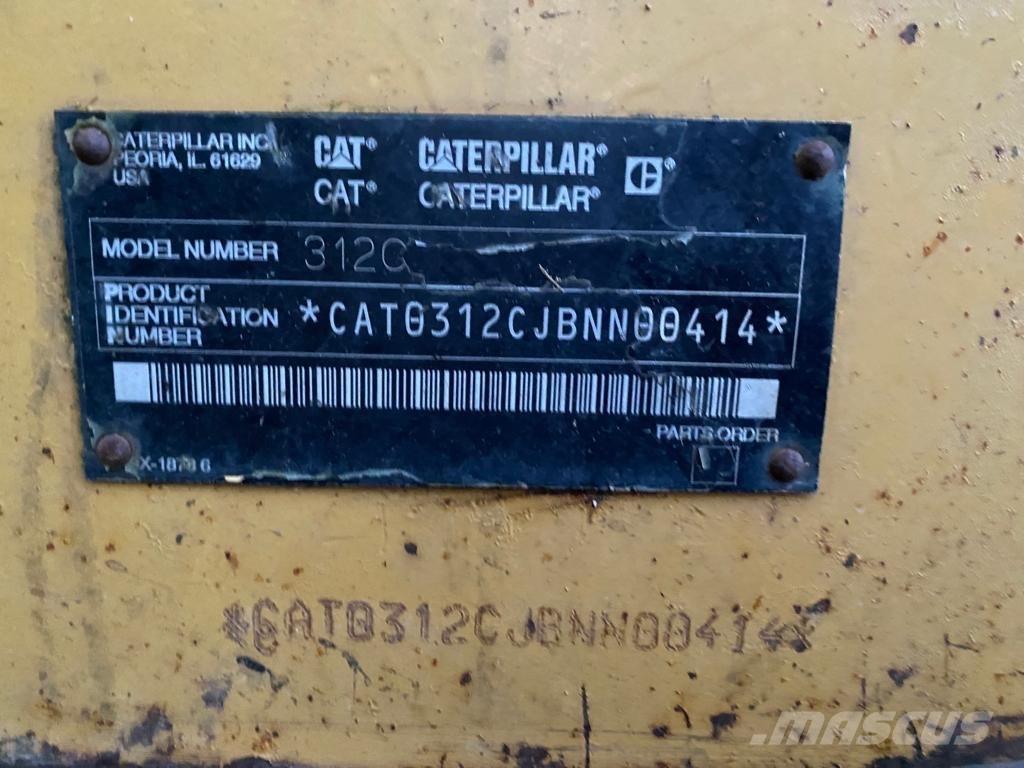 CATERPILLAR INC
PEORIA, IL. 61629
USA
CAT® CATERPILLAR® C®
CAT® CATERPILLAR®
MODEL NUMBER 312C
PRODUCT
IDENTIFICATION
NUMBER
*CAT0312CJBNN00414*
PARTS ORDER
*CAT0312CJBNN00414*
mascus